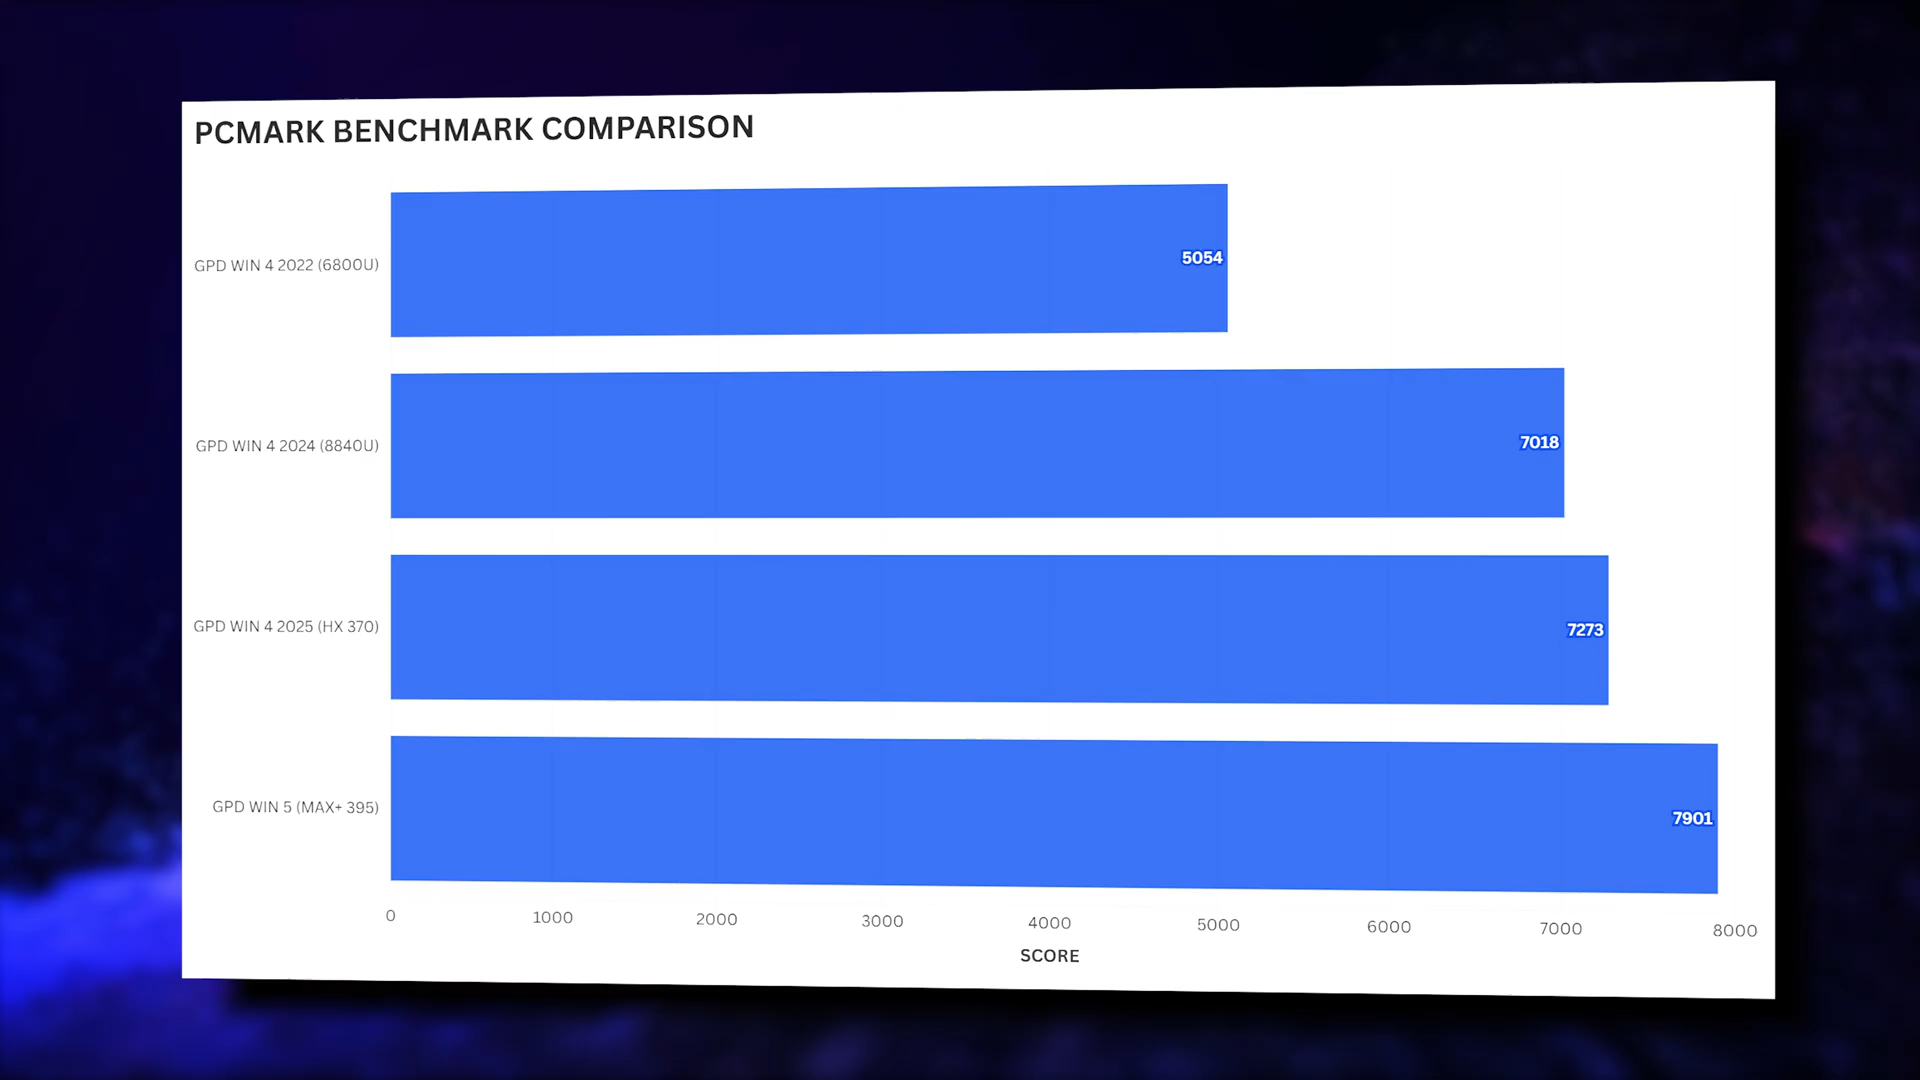 PCMARK BENCHMARK COMPARISON
GPD WIN 4 2022 (6800U)
5054
GPD WIN 4 2024 (8840U)
7018
GPD WIN 4 2025 (HX 370)
7273
GPD WIN 5 (MAX+ 395)
7901
0 1000 2000 3000 4000 5000 6000 7000 8000
SCORE